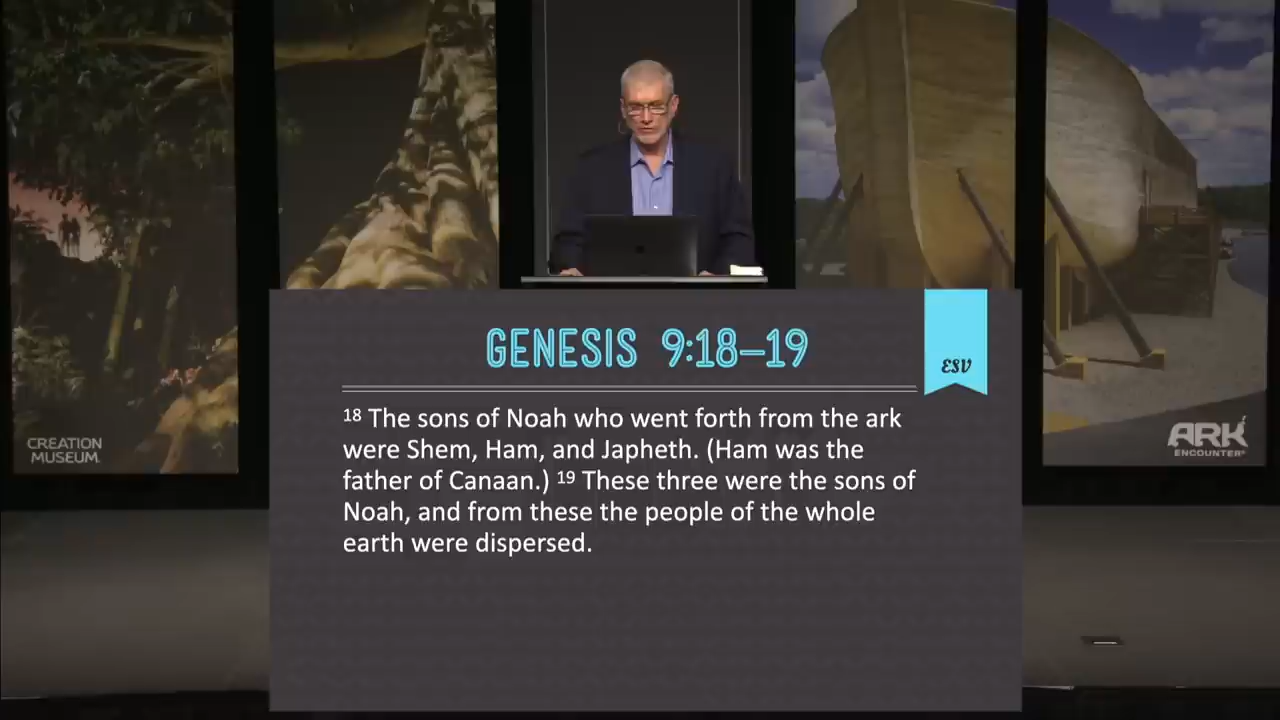 GENESIS 9:18–19
ESV
18 The sons of Noah who went forth from the ark
were Shem, Ham, and Japheth. (Ham was the
father of Canaan.) 19 These three were the sons of
Noah, and from these the people of the whole
earth were dispersed.
CREATION
MUSEUM
ARK
ENCOUNTER